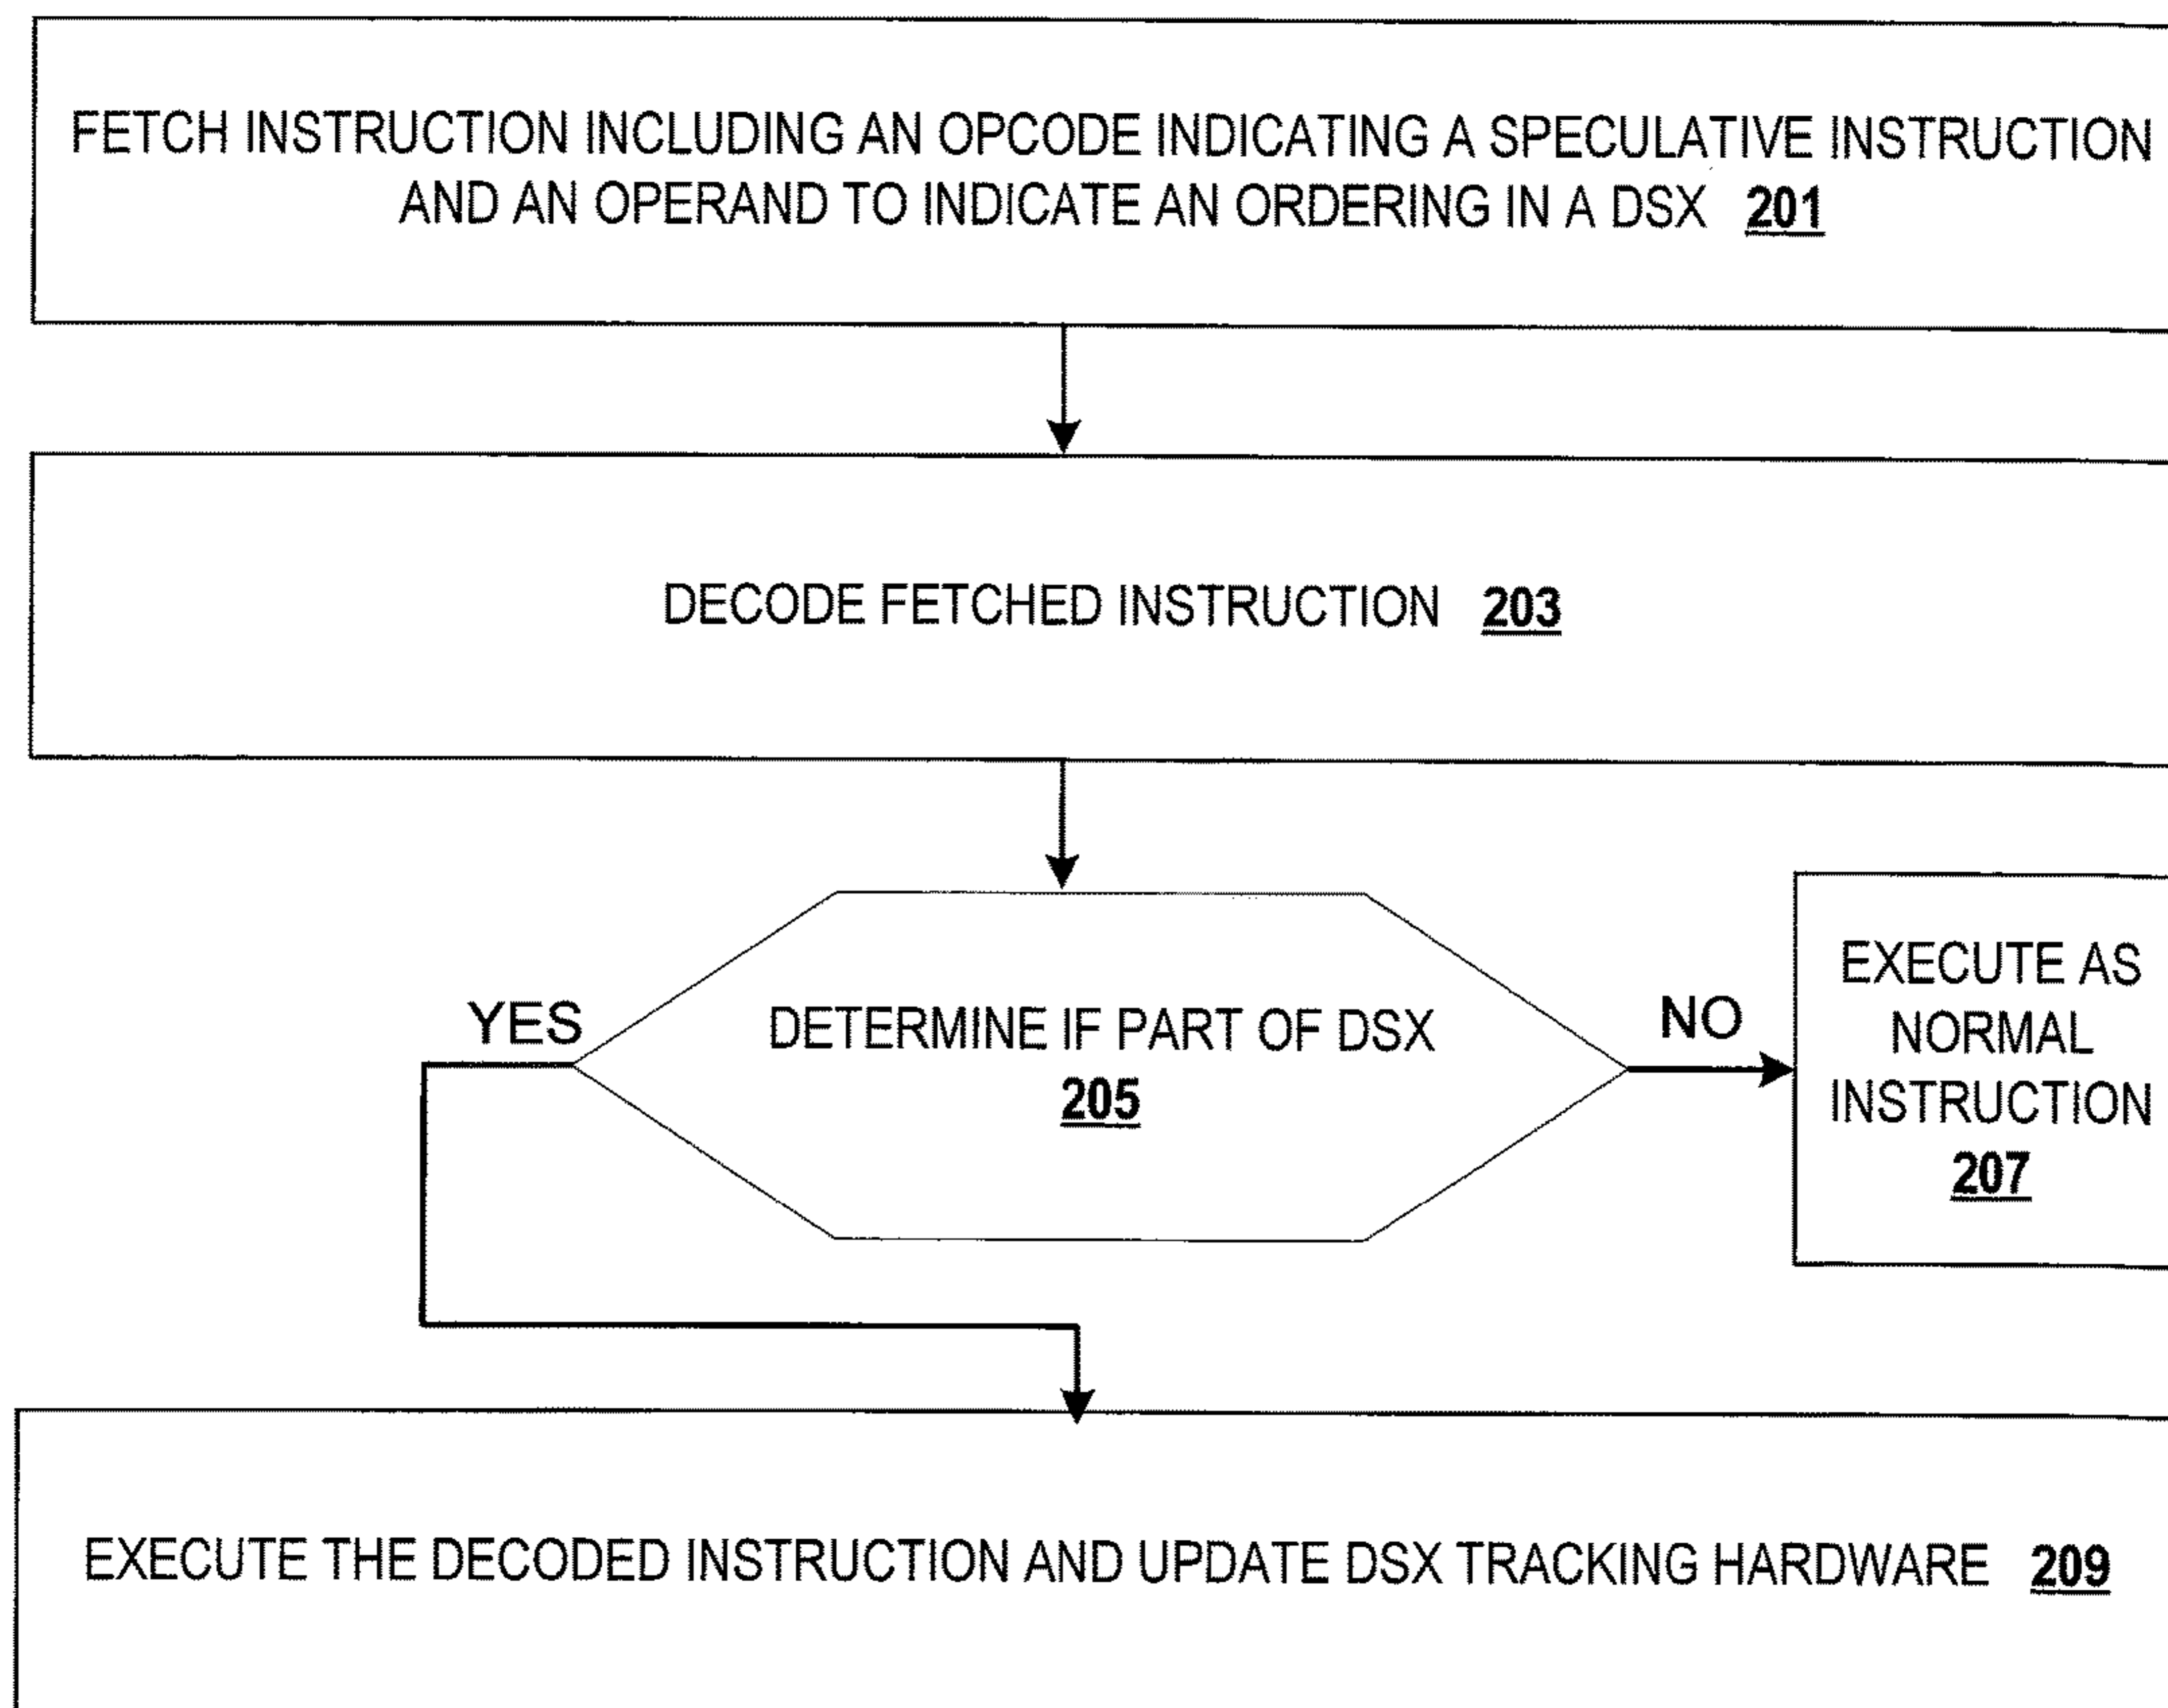 FETCH INSTRUCTION INCLUDING AN OPCODE INDICATING A SPECULATIVE INSTRUCTION
AND AN OPERAND TO INDICATE AN ORDERING IN A DSX 201
DECODE FETCHED INSTRUCTION 203
YES
DETERMINE IF PART OF DSX
205
NO
EXECUTE AS
NORMAL
INSTRUCTION
207
EXECUTE THE DECODED INSTRUCTION AND UPDATE DSX TRACKING HARDWARE 209